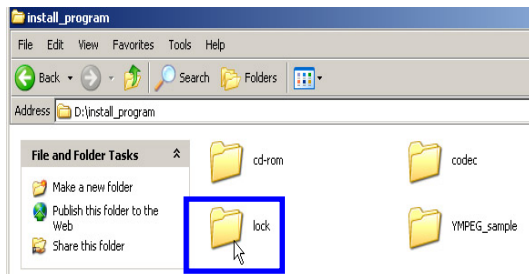 install_program
File Edit View Favorites Tools Help
Back Search Folders
Address D:\install_program
File and Folder Tasks
Make a new folder
Publish this folder to the
Web
Share this folder
cd-rom
codec
lock
YMPEG_sample